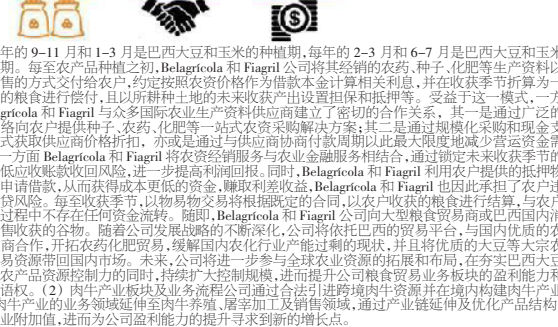 年的 9-11 月和 1-3 月是巴西大豆和玉米的种植期,每年的 2-3 月和 6-7 月是巴西大豆和玉米
期。每至农产品种植之初,Belagrícola 和 Fiagril 公司将其经销的农药、种子、化肥等生产资料以
售的方式交付给农户,约定按照农资价格作为借款本金计算相关利息,并在收获季节折算为一
的粮食进行偿付,且以所耕种土地的未来收获产出设置担保和抵押等。受益于这一模式,一方
grícola 和 Fiagril 与众多国际农业生产资料供应商建立了密切的合作关系，其一是通过广泛的
络向农户提供种子、农药、化肥等一站式农资采购解决方案;其二是通过规模化采购和现金
式获取供应商价格折扣，亦或是通过与供应商协商付款周期以此最大限度地减少营运资金需
一方面 Belagrícola 和 Fiagril 将农资经销服务与农业金融服务相结合,通过锁定未来收获季节的
低应收账款收回风险,进一步提高利润回报。同时,Belagrícola 和 Fiagril 利用农户提供的抵押物
申请借款,从而获得成本更低的资金,赚取利差收益,Belagrícola 和 Fiagril 也因此承担了农户违
贷风险。每至收获季节,以物易物交易将根据既定的合同,以农户收获的粮食进行结算,与农户
过程中不存在任何资金流转。随即,Belagrícola 和 Fiagril 公司向大型粮食贸易商或巴西国内消
售收获的谷物。随着公司发展战略的不断深化,公司将依托巴西的贸易平台,与国内优质的农
商合作,开拓农药化肥贸易,缓解国内农化行业产能过剩的现状,并且将优质的大豆等大宗农
易资源带回国内市场。未来,公司将进一步参与全球农业资源的拓展和布局,在夯实巴西大豆
农产品资源控制力的同时,持续扩大控制规模,进而提升公司粮食贸易业务板块的盈利能力和
语权。（2）肉牛产业板块及业务流程公司通过合法引进跨境肉牛资源并在境内构建肉牛产业
肉牛产业的业务领域延伸至肉牛养殖、屠宰加工及销售领域,通过产业链延伸及优化产品结构
业附加值,进而为公司盈利能力的提升寻求到新的增长点。